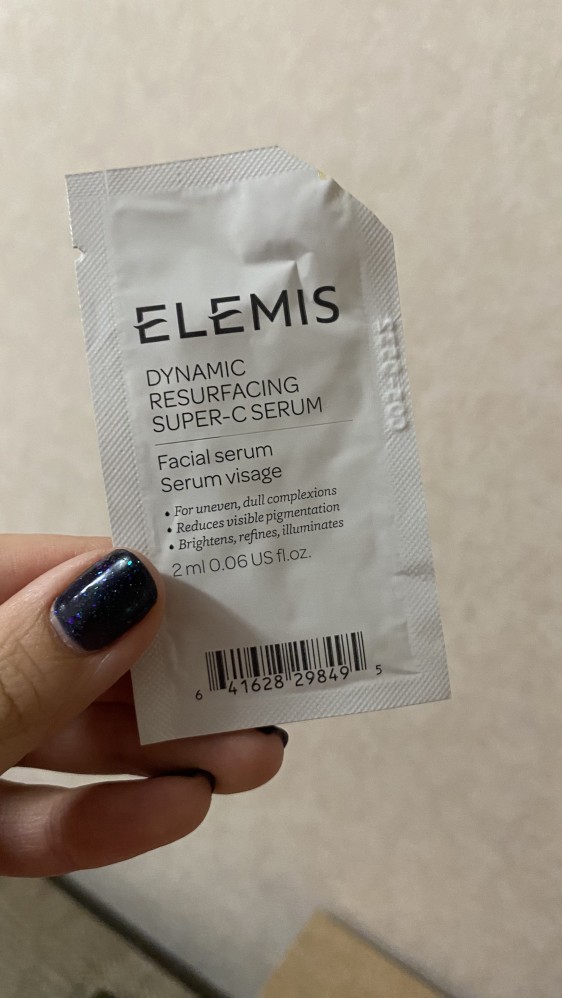 ELEMIS
DYNAMIC
RESURFACING
SUPER-C SERUM
Facial serum
Serum visage
• For uneven, dull complexions
• Reduces visible pigmentation
• Brightens, refines, illuminates
2 ml 0.06 US fl.oz.
6 41628 29849 5